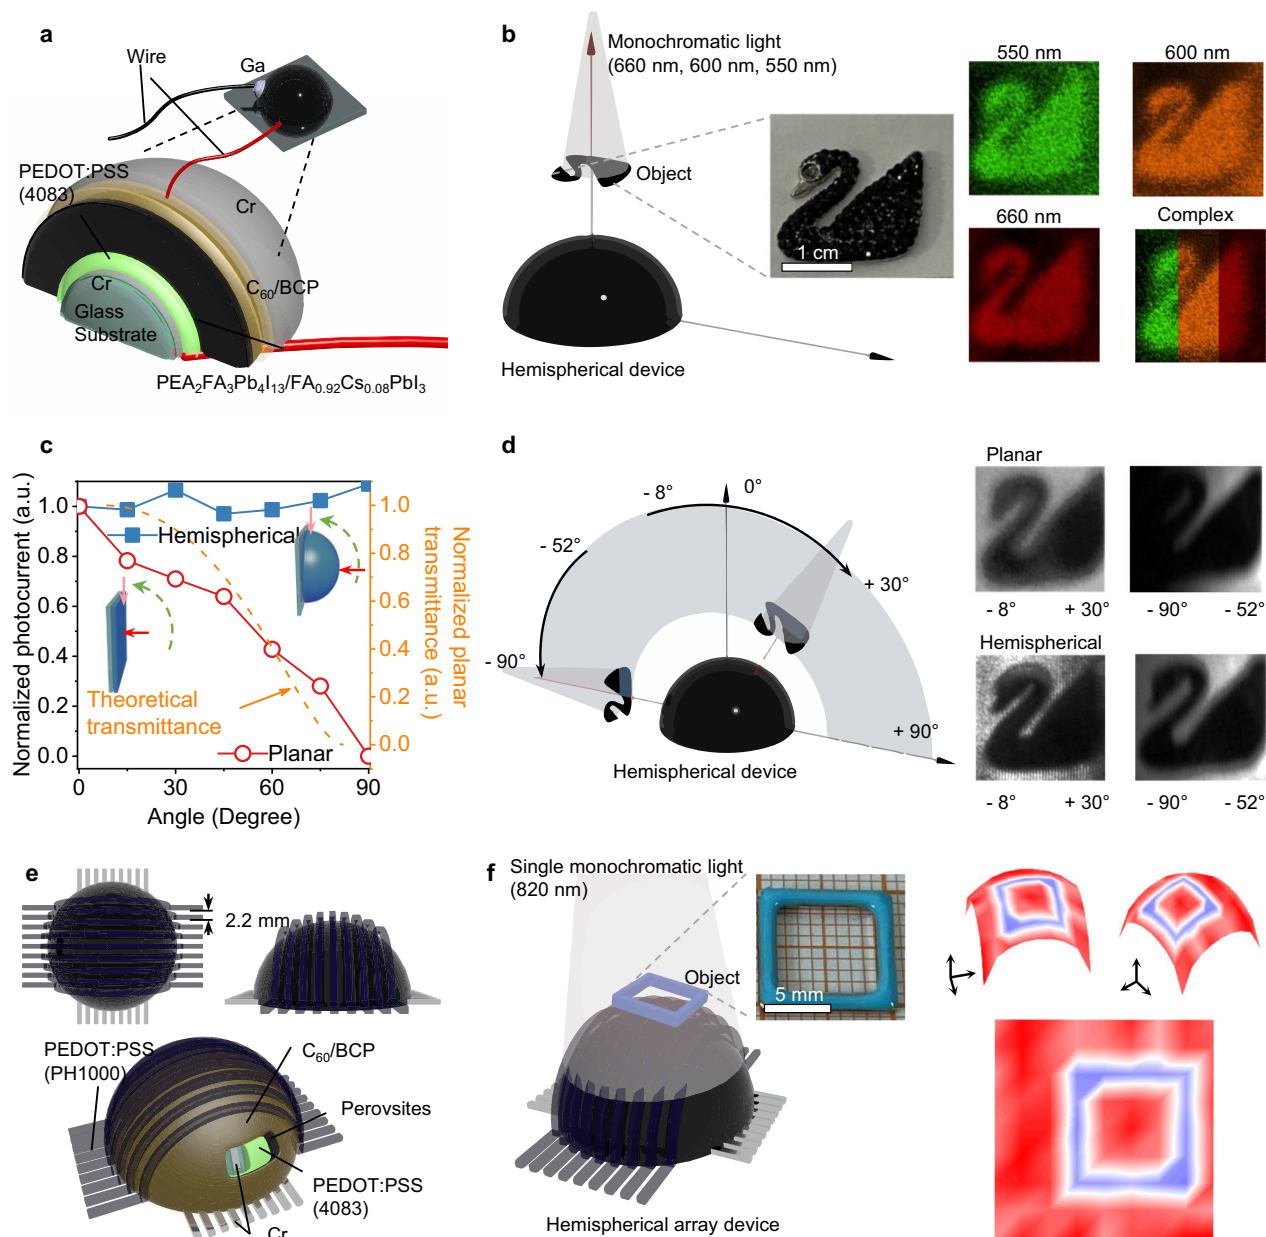 a
Wire
Ga
PEDOT:PSS
(4083)
Cr
Cr
C60/BCP
Glass
Substrate
PEA2FA3Pb4I13/FA0.92Cs0.08PbI3
b
Monochromatic light
(660 nm, 600 nm, 550 nm)
Object
1 cm
Hemispherical device
550 nm
600 nm
660 nm
Complex
c
Normalized photocurrent (a.u.)
1.0
0.8
0.6
0.4
0.2
0.0
Hemispherical
Theoretical
transmittance
Planar
1.0
0.8
0.6
0.4
0.2
0.0
Normalized planar
transmittance (a.u.)
0
30
60
90
Angle (Degree)
d
- 8°
0°
- 52°
+ 30°
- 90°
+ 90°
Hemispherical device
Planar
- 8°
+ 30°
- 90°
- 52°
Hemispherical
- 8°
+ 30°
- 90°
- 52°
e
2.2 mm
PEDOT:PSS
(PH1000)
C60/BCP
Perovsites
PEDOT:PSS
(4083)
Cr
f
Single monochromatic light
(820 nm)
Object
5 mm
Hemispherical array device